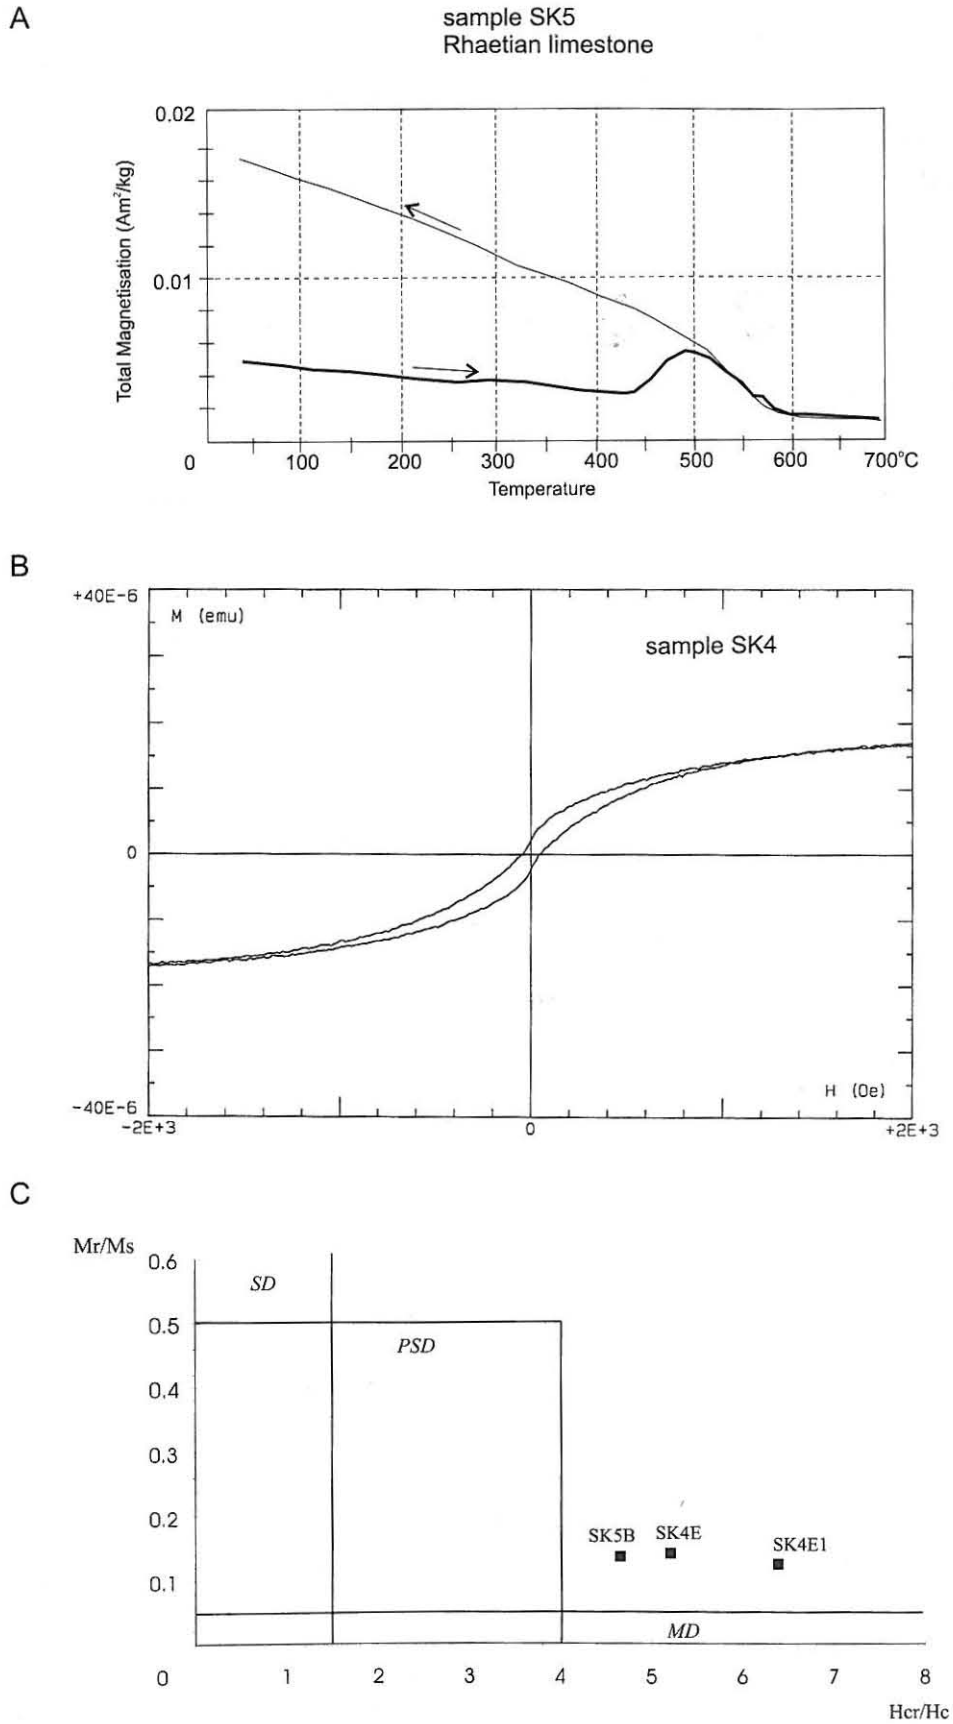 A
sample SK5
Rhaetian limestone
0.02
0.01
Total Magnetisation (Am²/kg)
0 100 200 300 400 500 600 700°C
Temperature
B
+40E-6
M (emu)
sample SK4
0
H (Oe)
-40E-6
-2E+3 0 +2E+3
C
Mr/Ms
0.6
SD
0.5
PSD
0.4
0.3
0.2
SK5B SK4E SK4E1
0.1
MD
0 1 2 3 4 5 6 7 8
Hcr/Hc